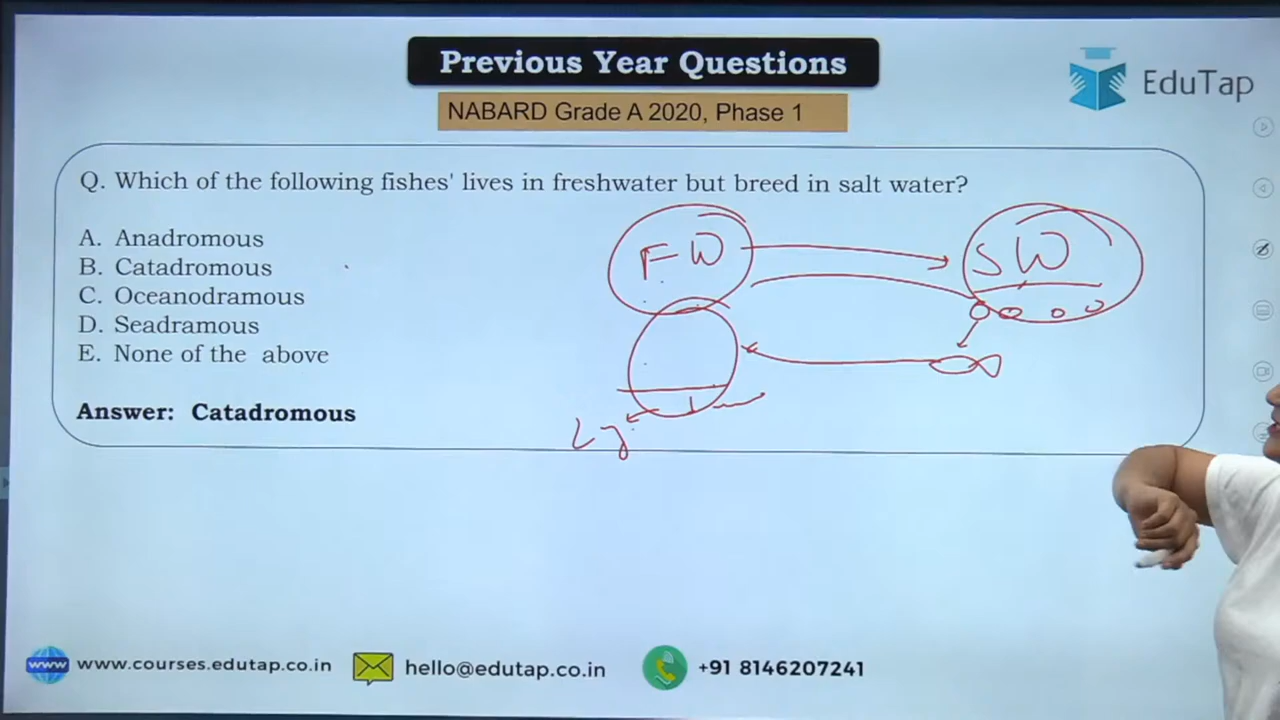 Previous Year Questions
EduTap
NABARD Grade A 2020, Phase 1
Q. Which of the following fishes' lives in freshwater but breed in salt water?
A. Anadromous
B. Catadromous
C. Oceanodramous
D. Seadramous
E. None of the above
Answer: Catadromous
FW
SW
www
www.courses.edutap.co.in
hello@edutap.co.in
+91 8146207241